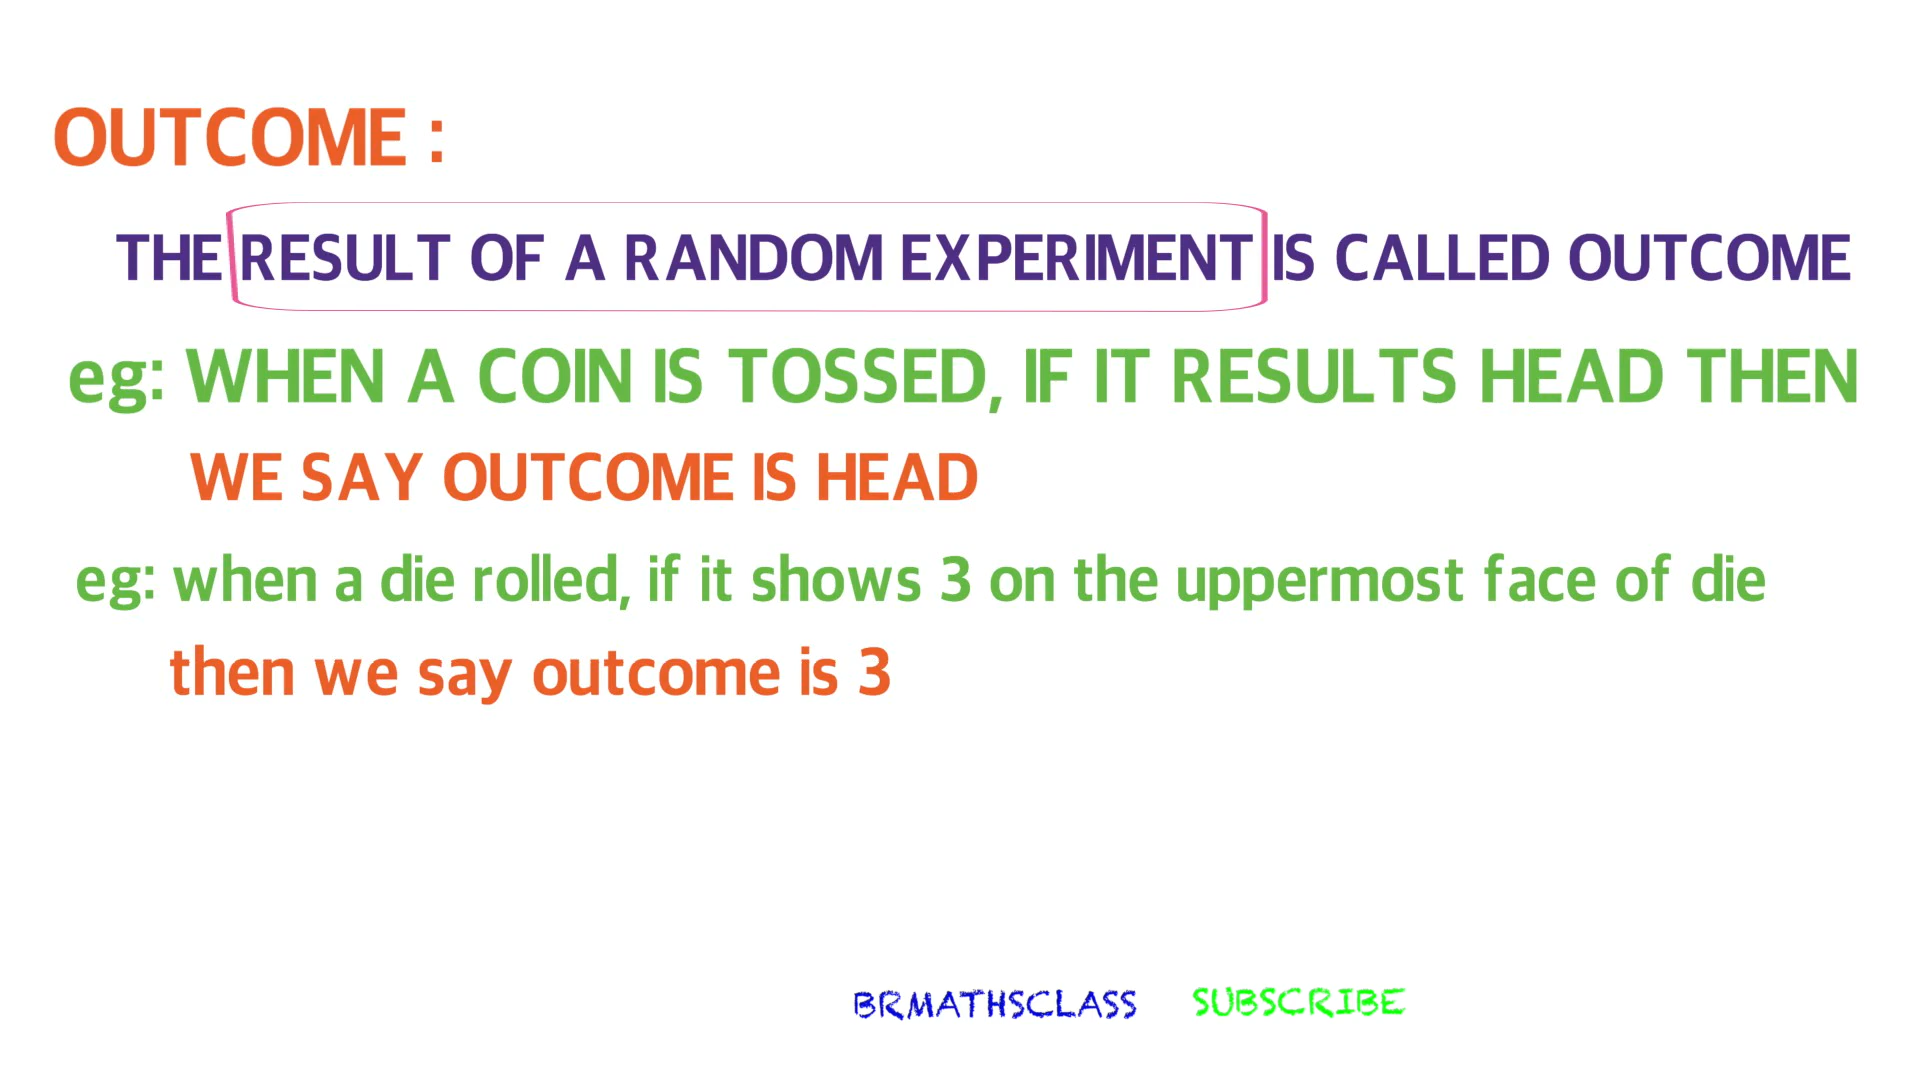 OUTCOME :
THE RESULT OF A RANDOM EXPERIMENT IS CALLED OUTCOME
eg: WHEN A COIN IS TOSSED, IF IT RESULTS HEAD THEN
WE SAY OUTCOME IS HEAD
eg: when a die rolled, if it shows 3 on the uppermost face of die
then we say outcome is 3
BRMATHSCLASS SUBSCRIBE